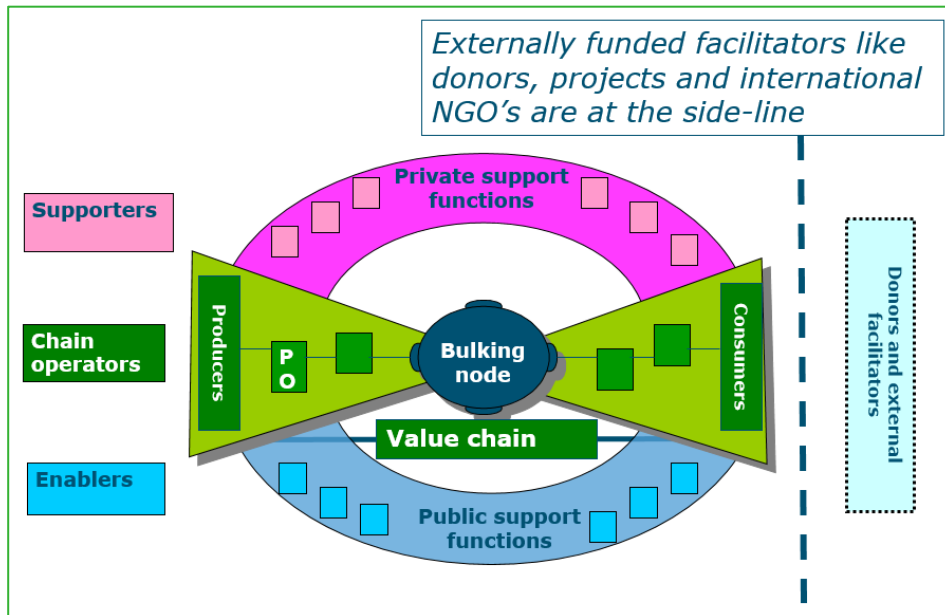 Externally funded facilitators like
donors, projects and international
NGO's are at the side-line
Supporters
Private support
functions
Chain
operators
Producers
P
O
Bulking
node
Consumers
Value chain
Enablers
Public support
functions
Donors and external
facilitators